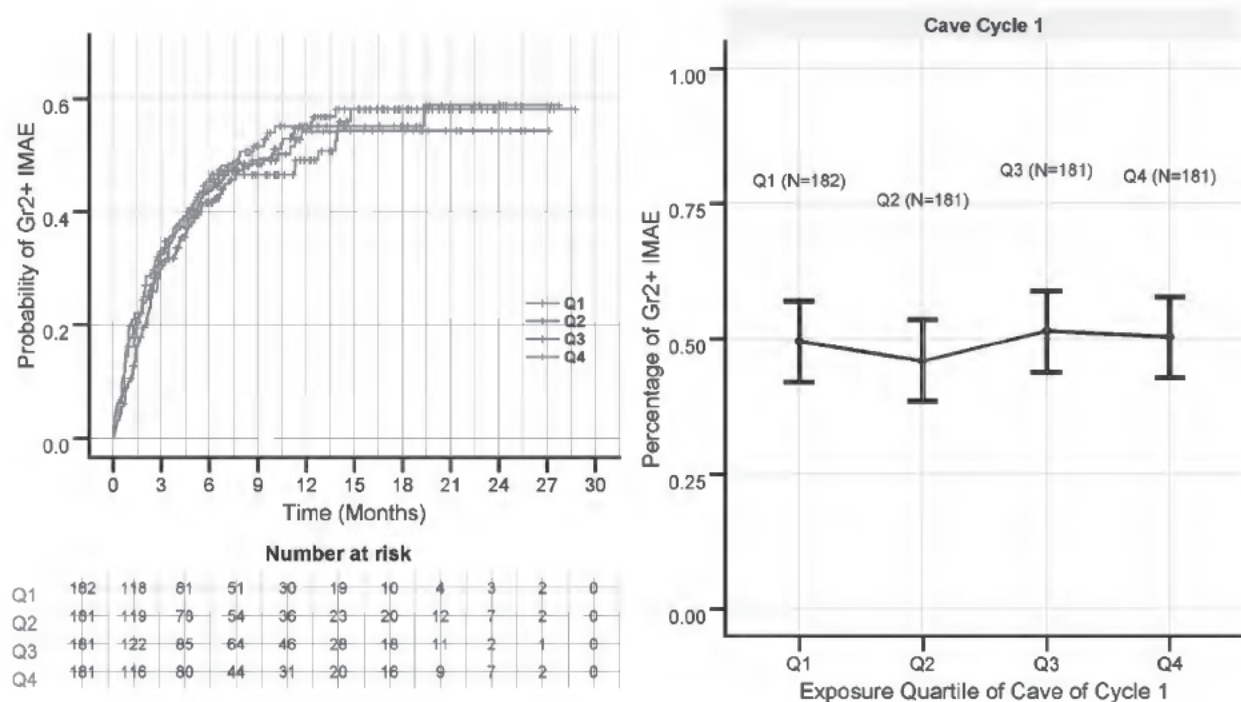 Probability of Gr2+ IMAE
0.6
0.4
0.2
0.0
Q1
Q2
Q3
Q4
0 3 6 9 12 15 18 21 24 27 30
Time (Months)
Number at risk
Q1 182 118 81 51 30 19 10 4 3 2 0
Q2 181 119 78 54 36 23 20 12 7 2 0
Q3 181 122 85 64 46 28 18 11 2 1 0
Q4 181 116 80 44 31 20 16 9 7 2 0
Cave Cycle 1
Percentage of Gr2+ IMAE
1.00
0.75
0.50
0.25
0.00
Q1 (N=182)
Q2 (N=181)
Q3 (N=181)
Q4 (N=181)
Q1 Q2 Q3 Q4
Exposure Quartile of Cave of Cycle 1